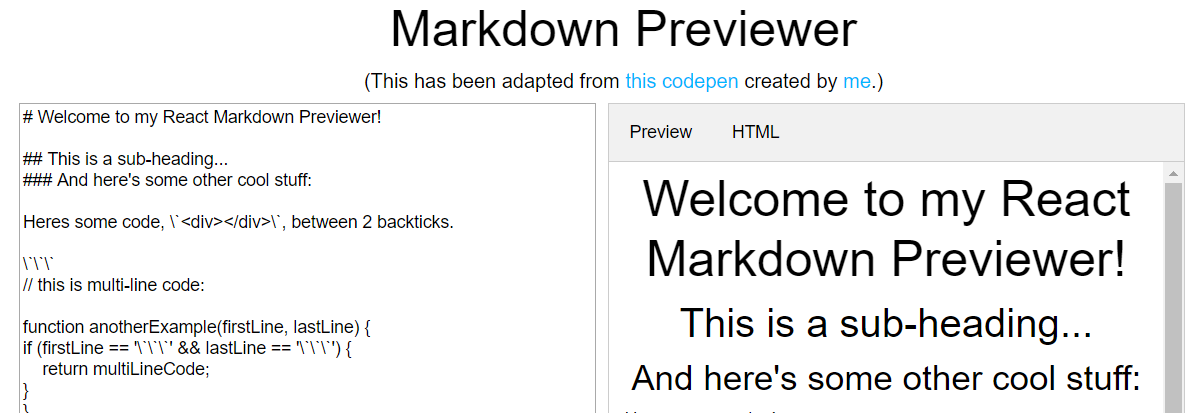 Markdown Previewer
(This has been adapted from this codepen created by me.)
# Welcome to my React Markdown Previewer!
## This is a sub-heading...
### And here's some other cool stuff:
Heres some code, \`<div></div>\`, between 2 backticks.
\`\`\`
// this is multi-line code:
function anotherExample(firstLine, lastLine) {
if (firstLine == '\`\`\`' && lastLine == '\`\`\`') {
return multiLineCode;
}
}
Preview HTML
Welcome to my React
Markdown Previewer!
This is a sub-heading...
And here's some other cool stuff: